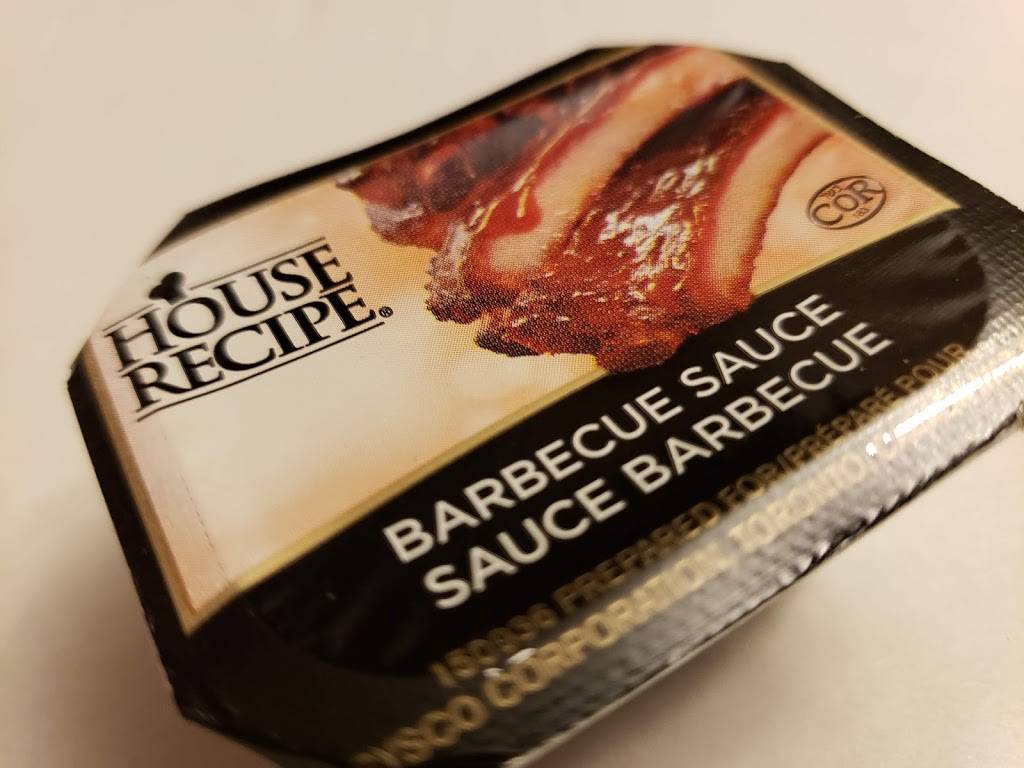 HOUSE
RECIPE®
COR
BARBECUE SAUCE
SAUCE BARBECUE
PREPARED FOR/PRÉPARÉ POUR
SYSCO CORPORATION, TORONTO,